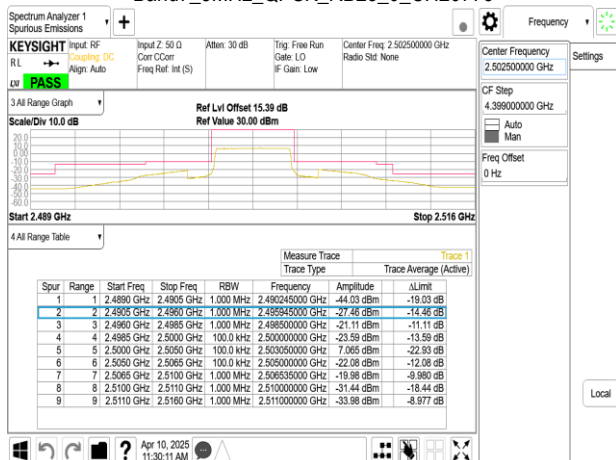 Spectrum Analyzer 1
Spurious Emissions
Frequency
KEYSIGHT
RL
PASS
Input: RF
Coupling: DC
Align: Auto
Input Z: 50 Ω
Corr CCorr
Freq Ref: Int (S)
Atten: 30 dB
Trig: Free Run
Gate: LO
IF Gain: Low
Center Freq: 2.502500000 GHz
Radio Std: None
Center Frequency
2.502500000 GHz
Settings
CF Step
4.399000000 GHz
Auto
Man
Freq Offset
0 Hz
3 All Range Graph
Scale/Div 10.0 dB
Ref Lvl Offset 15.39 dB
Ref Value 30.00 dBm
20.0
10.0
0.00
-10.0
-20.0
-30.0
-40.0
-50.0
-60.0
Start 2.489 GHz
Stop 2.516 GHz
4 All Range Table
Measure Trace Trace 1
Trace Type Trace Average (Active)
Spur Range Start Freq Stop Freq RBW Frequency Amplitude ΔLimit
1 1 2.4890 GHz 2.4905 GHz 1.000 MHz 2.490245000 GHz -44.03 dBm -19.03 dB
2 2 2.4905 GHz 2.4960 GHz 1.000 MHz 2.495945000 GHz -27.46 dBm -14.46 dB
3 3 2.4960 GHz 2.4985 GHz 1.000 MHz 2.498500000 GHz -21.11 dBm -11.11 dB
4 4 2.4985 GHz 2.5000 GHz 100.0 kHz 2.500000000 GHz -23.59 dBm -13.59 dB
5 5 2.5000 GHz 2.5050 GHz 100.0 kHz 2.503050000 GHz 7.065 dBm -22.93 dB
6 6 2.5050 GHz 2.5065 GHz 100.0 kHz 2.505000000 GHz -22.08 dBm -12.08 dB
7 7 2.5065 GHz 2.5100 GHz 1.000 MHz 2.506535000 GHz -19.98 dBm -9.980 dB
8 8 2.5100 GHz 2.5110 GHz 1.000 MHz 2.510000000 GHz -31.44 dBm -18.44 dB
9 9 2.5110 GHz 2.5160 GHz 1.000 MHz 2.511000000 GHz -33.98 dBm -8.977 dB
Local
Apr 10, 2025
11:30:11 AM